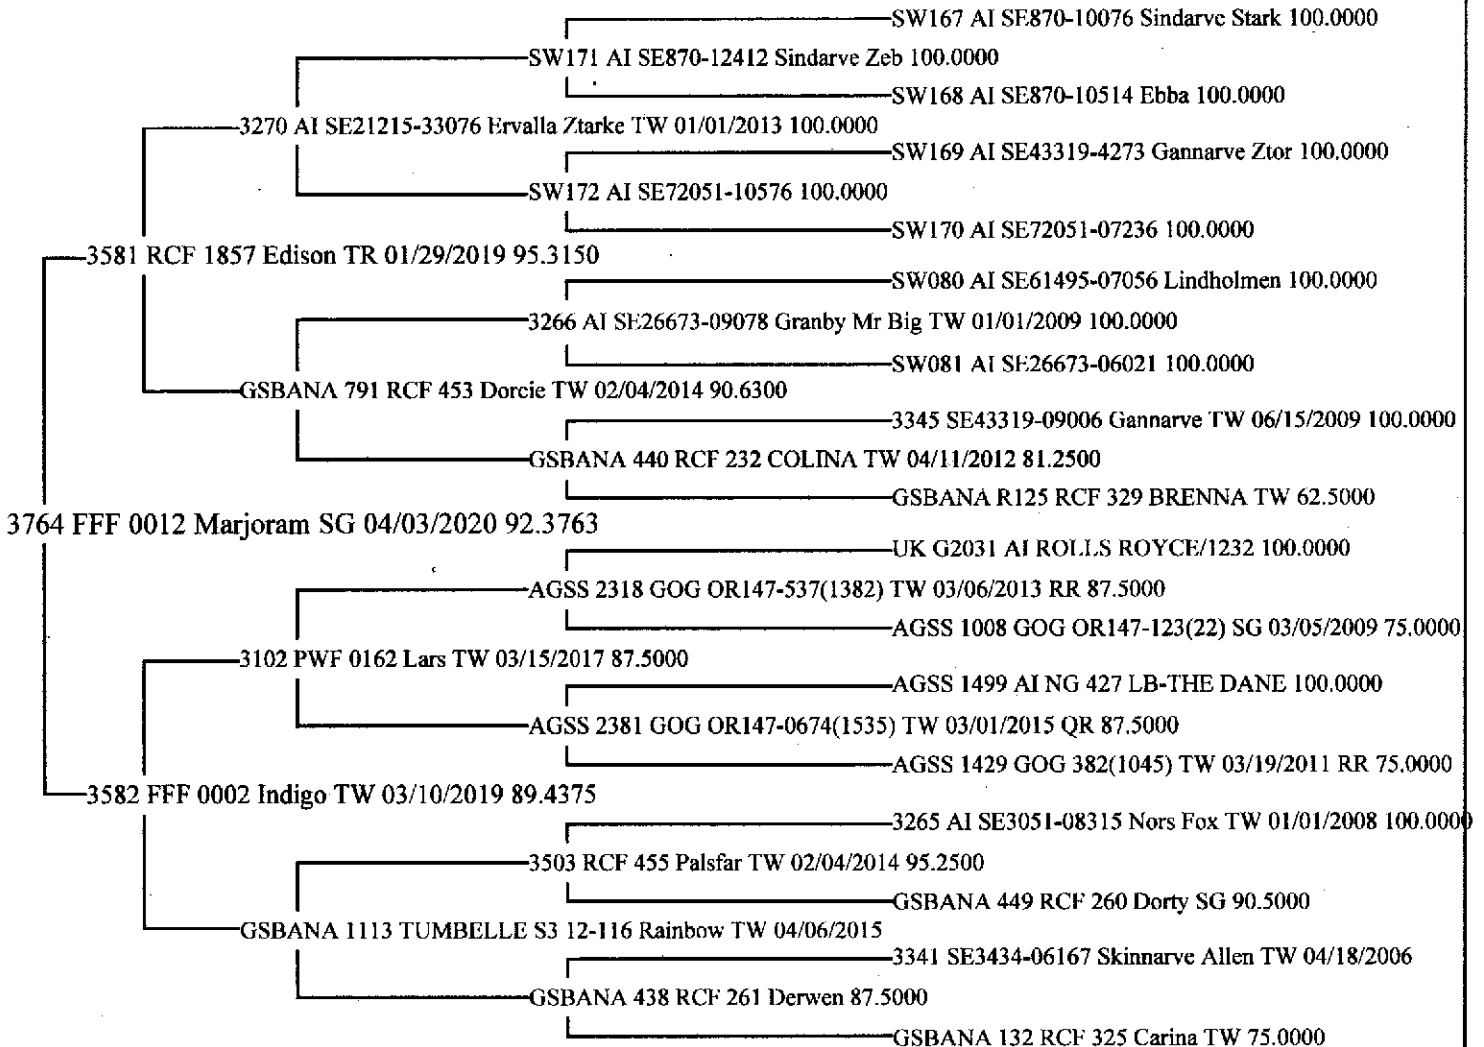 SW167 AI SE870-10076 Sindarve Stark 100.0000
SW171 AI SE870-12412 Sindarve Zeb 100.0000
SW168 AI SE870-10514 Ebba 100.0000
3270 AI SE21215-33076 Ervalla Ztarke TW 01/01/2013 100.0000
SW169 AI SE43319-4273 Gannarve Ztor 100.0000
SW172 AI SE72051-10576 100.0000
SW170 AI SE72051-07236 100.0000
3581 RCF 1857 Edison TR 01/29/2019 95.3150
SW080 AI SE61495-07056 Lindholmen 100.0000
3266 AI SE26673-09078 Granby Mr Big TW 01/01/2009 100.0000
SW081 AI SE26673-06021 100.0000
GSBANA 791 RCF 453 Dorcie TW 02/04/2014 90.6300
3345 SE43319-09006 Gannarve TW 06/15/2009 100.0000
GSBANA 440 RCF 232 COLINA TW 04/11/2012 81.2500
GSBANA R125 RCF 329 BRENNA TW 62.5000
3764 FFF 0012 Marjoram SG 04/03/2020 92.3763
UK G2031 AI ROLLS ROYCE/1232 100.0000
AGSS 2318 GOG OR147-537(1382) TW 03/06/2013 RR 87.5000
AGSS 1008 GOG OR147-123(22) SG 03/05/2009 75.0000
3102 PWF 0162 Lars TW 03/15/2017 87.5000
AGSS 1499 AI NG 427 LB-THE DANE 100.0000
AGSS 2381 GOG OR147-0674(1535) TW 03/01/2015 QR 87.5000
AGSS 1429 GOG 382(1045) TW 03/19/2011 RR 75.0000
3582 FFF 0002 Indigo TW 03/10/2019 89.4375
3265 AI SE3051-08315 Nors Fox TW 01/01/2008 100.0000
3503 RCF 455 Palsfar TW 02/04/2014 95.2500
GSBANA 449 RCF 260 Dorty SG 90.5000
GSBANA 1113 TUMBELLE S3 12-116 Rainbow TW 04/06/2015
3341 SE3434-06167 Skinnarve Allen TW 04/18/2006
GSBANA 438 RCF 261 Derwen 87.5000
GSBANA 132 RCF 325 Carina TW 75.0000